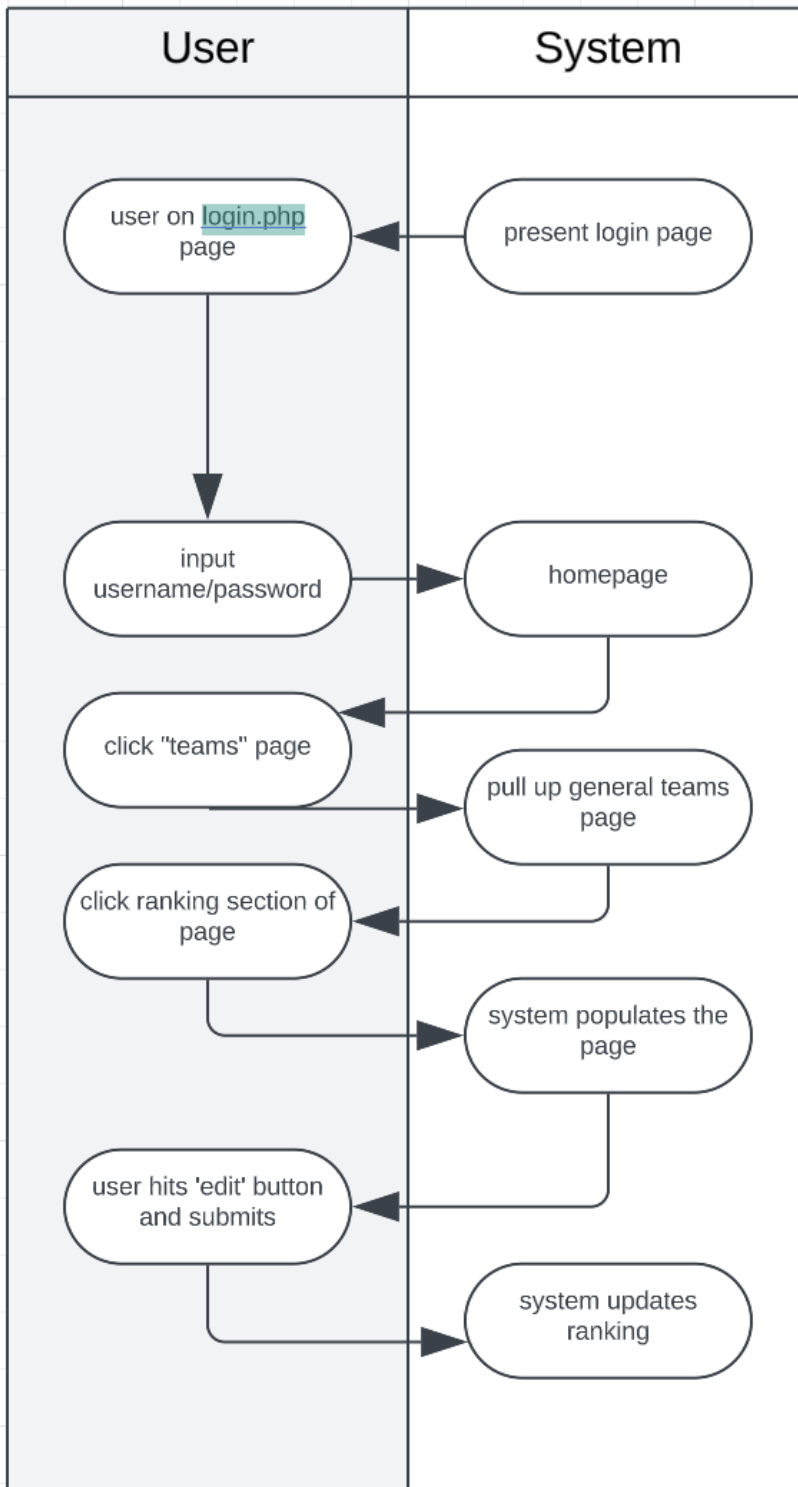 User
System
user on login.php
page
present login page
input
username/password
homepage
click "teams" page
pull up general teams
page
click ranking section of
page
system populates the
page
user hits 'edit' button
and submits
system updates
ranking